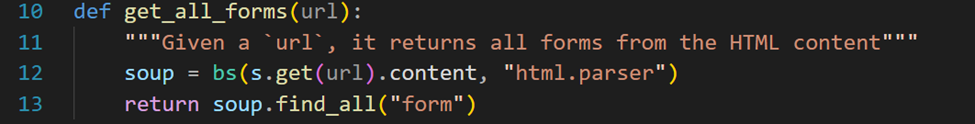 10 def get_all_forms(url):
11     """Given a `url`, it returns all forms from the HTML content"""
12     soup = bs(s.get(url).content, "html.parser")
13     return soup.find_all("form")